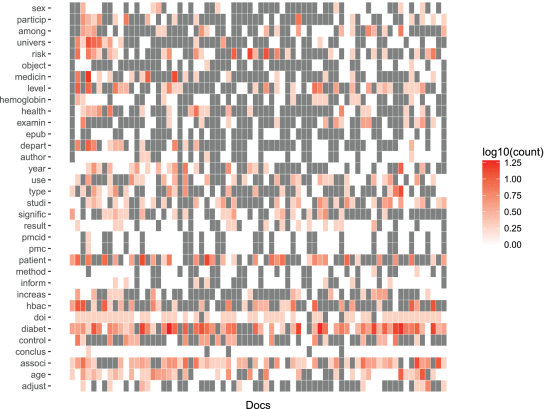 sex
particip
among
univers
risk
object
medicin
level
hemoglobin
health
examin
epub
depart
author
year
use
type
studi
signific
result
pmcid
pmc
patient
method
inform
increas
hbac
doi
diabet
control
conclus
associ
age
adjust
Docs
log10(count)
1.25
1.00
0.75
0.50
0.25
0.00